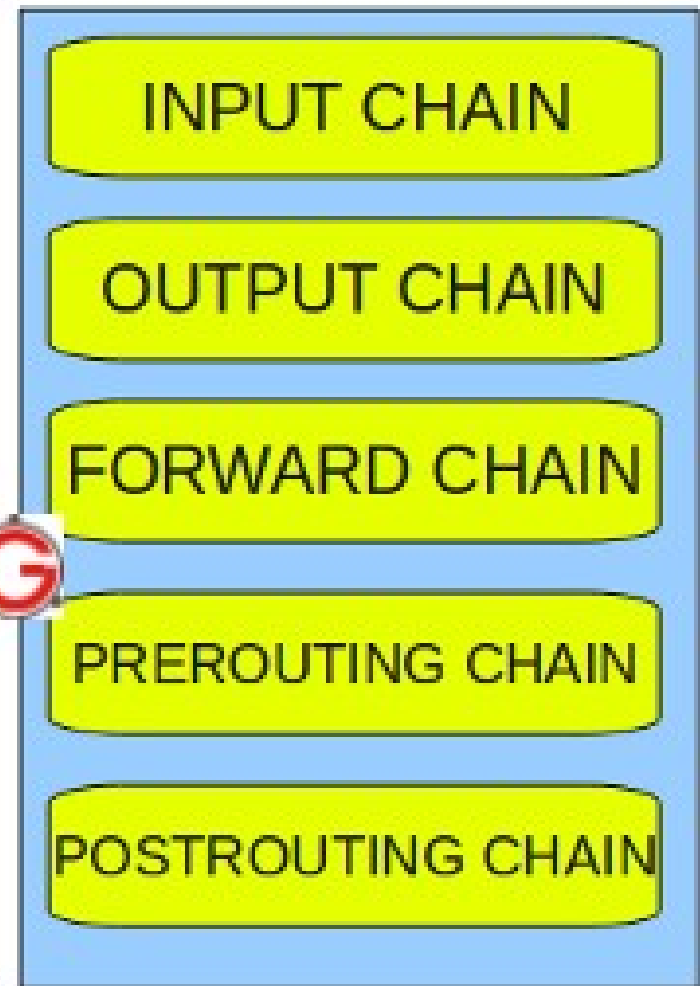 INPUT CHAIN
OUTPUT CHAIN
FORWARD CHAIN
G
PREROUTING CHAIN
POSTROUTING CHAIN